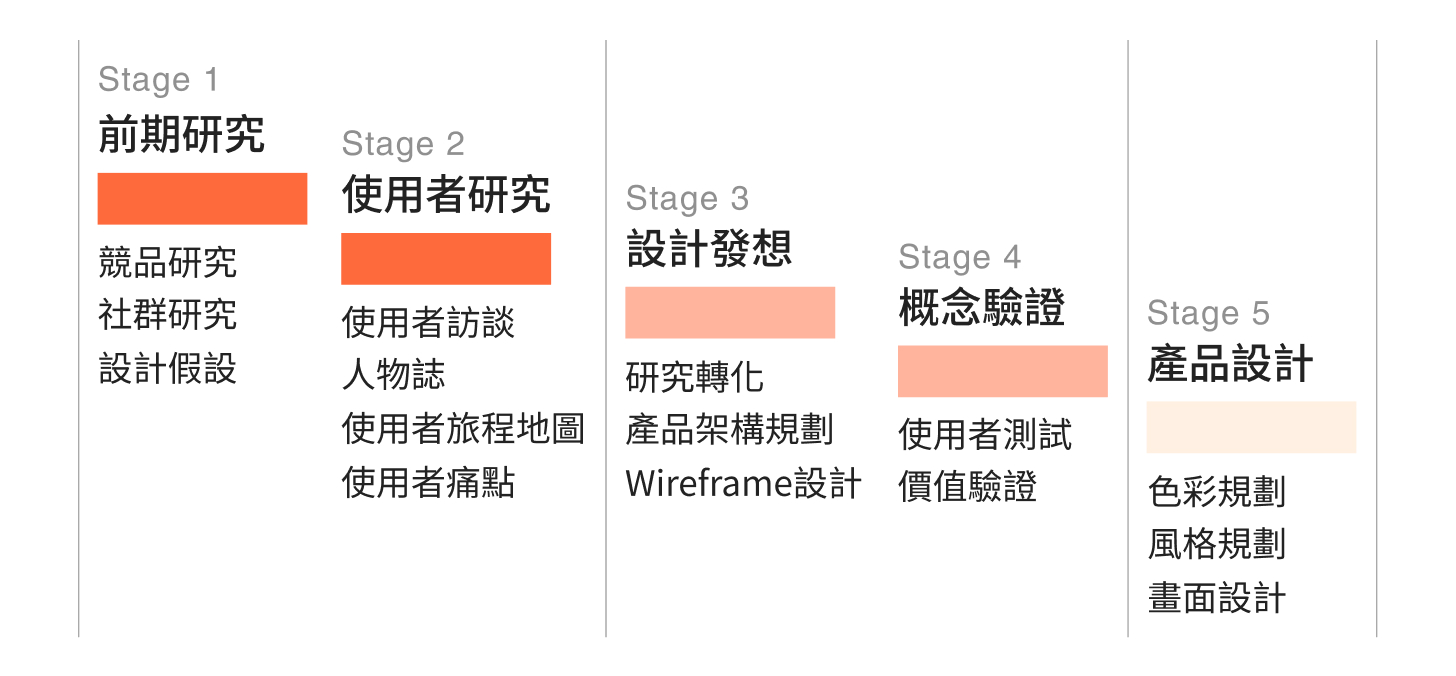 Stage 1
前期研究
競品研究
社群研究
設計假設
Stage 2
使用者研究
使用者訪談
人物誌
使用者旅程地圖
使用者痛點
Stage 3
設計發想
研究轉化
產品架構規劃
Wireframe設計
Stage 4
概念驗證
使用者測試
價值驗證
Stage 5
產品設計
色彩規劃
風格規劃
畫面設計